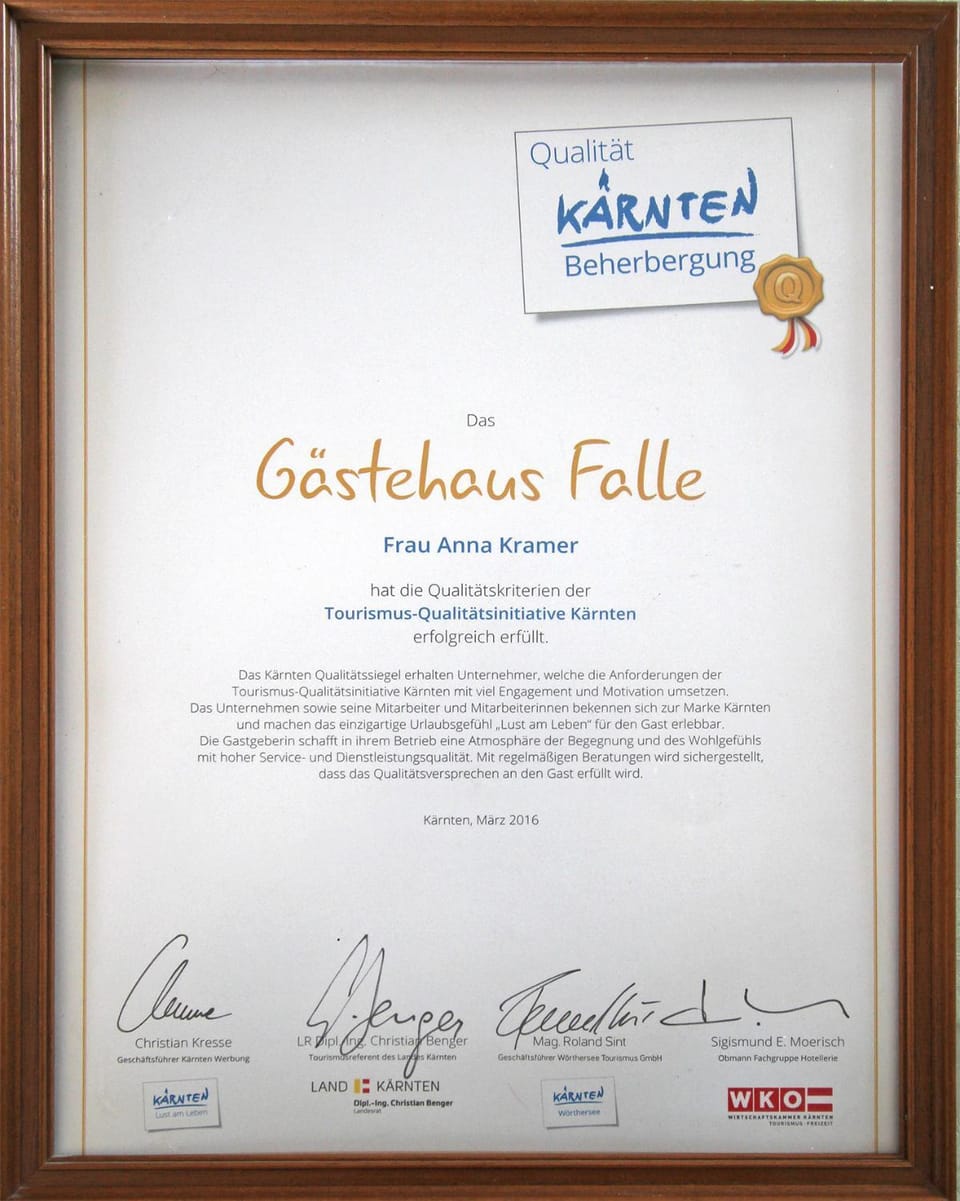 Qualität
KÄRNTEN
Beherbergung
Q
Das
Gästehaus Falle
Frau Anna Kramer
hat die Qualitätskriterien der
Tourismus-Qualitätsinitiative Kärnten
erfolgreich erfüllt.
Das Kärnten Qualitätssiegel erhalten Unternehmer, welche die Anforderungen der
Tourismus-Qualitätsinitiative Kärnten mit viel Engagement und Motivation umsetzen.
Das Unternehmen sowie seine Mitarbeiter und Mitarbeiterinnen bekennen sich zur Marke Kärnten
und machen das einzigartige Urlaubsgefühl „Lust am Leben“ für den Gast erlebbar.
Die Gastgeberin schafft in ihrem Betrieb eine Atmosphäre der Begegnung und des Wohlgefühls
mit hoher Service- und Dienstleistungsqualität. Mit regelmäßigen Beratungen wird sichergestellt,
dass das Qualitätsversprechen an den Gast erfüllt wird.
Kärnten, März 2016
Christian Kresse
Geschäftsführer Kärnten Werbung
KÄRNTEN
Lust am Leben
LR Dipl.-Ing. Christian Benger
Tourismusreferent des Landes Kärnten
LAND KÄRNTEN
Dipl.-Ing. Christian Benger
Landesrat
Mag. Roland Sint
Geschäftsführer Wörthersee Tourismus GmbH
KÄRNTEN
Wörthersee
Sigismund E. Moerisch
Obmann Fachgruppe Hotellerie
WKO
WIRTSCHAFTSKAMMER KÄRNTEN
TOURISMUS · FREIZEIT